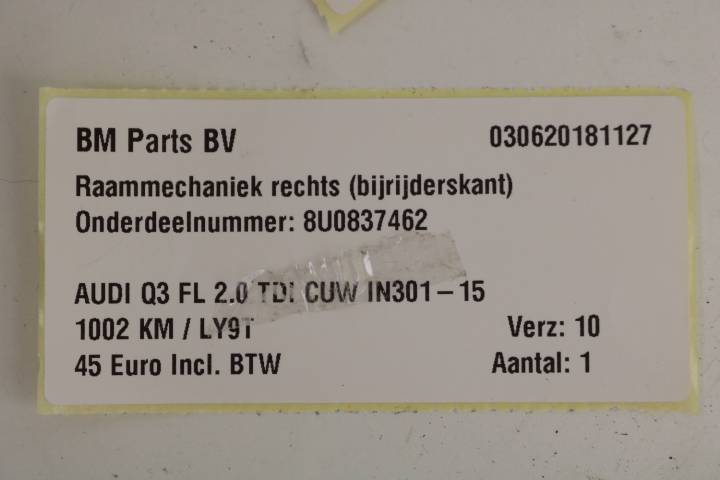 BM Parts BV 030620181127
Raammechaniek rechts (bijrijderskant)
Onderdeelnummer: 8U0837462
AUDI Q3 FL 2.0 TDI CUW IN301-15
1002 KM / LY9T Verz: 10
45 Euro Incl. BTW Aantal: 1